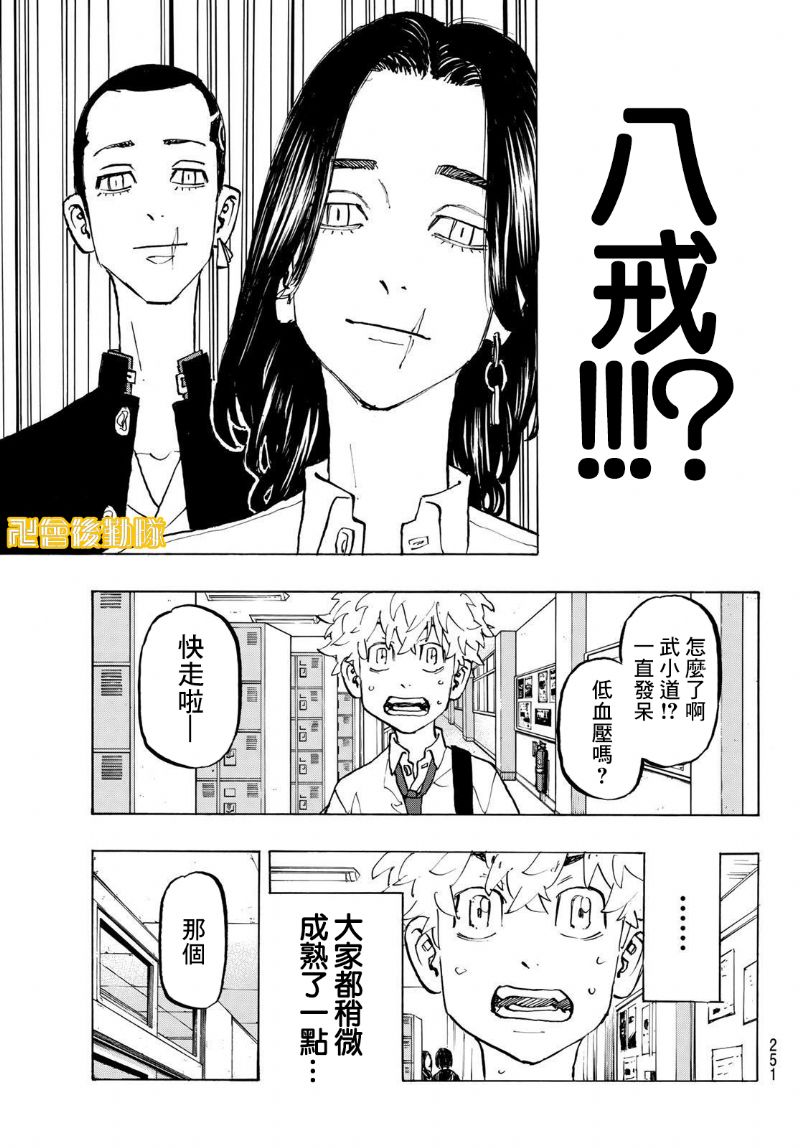 八戒!!!?
卍會後勤隊
怎麼了啊
武小道!?
一直發呆
低血壓嗎?
快走啦—
……
大家都稍微
成熟了一點…
那個
251